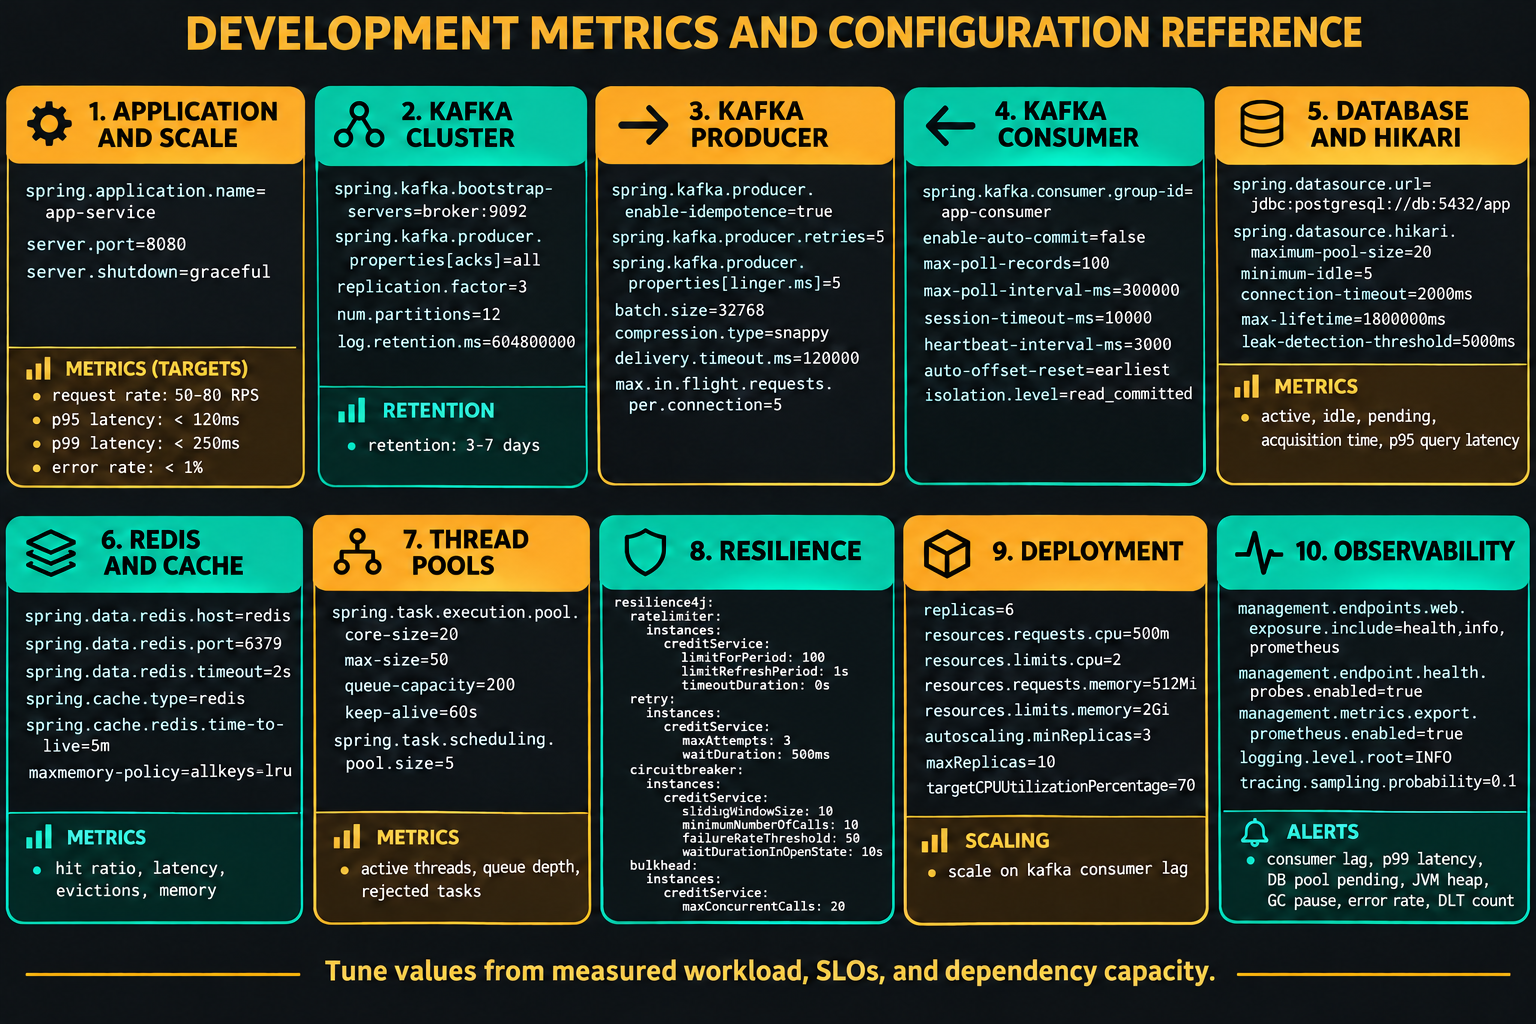 DEVELOPMENT METRICS AND CONFIGURATION REFERENCE
1. APPLICATION
AND SCALE
spring.application.name=
app-service
server.port=8080
server.shutdown=graceful
METRICS (TARGETS)
• request rate: 50-80 RPS
• p95 latency: < 120ms
• p99 latency: < 250ms
• error rate: < 1%
2. KAFKA
CLUSTER
spring.kafka.bootstrap-
servers=broker:9092
spring.kafka.producer.
properties[acks]=all
replication.factor=3
num.partitions=12
log.retention.ms=604800000
RETENTION
• retention: 3-7 days
3. KAFKA
PRODUCER
spring.kafka.producer.
enable-idempotence=true
spring.kafka.producer.retries=5
spring.kafka.producer.
properties[linger.ms]=5
batch.size=32768
compression.type=snappy
delivery.timeout.ms=120000
max.in.flight.requests.
per.connection=5
4. KAFKA
CONSUMER
spring.kafka.consumer.group-id=
app-consumer
enable-auto-commit=false
max-poll-records=100
max-poll-interval-ms=300000
session-timeout-ms=10000
heartbeat-interval-ms=3000
auto-offset-reset=earliest
isolation.level=read_committed
5. DATABASE
AND HIKARI
spring.datasource.url=
jdbc:postgresql://db:5432/app
spring.datasource.hikari.
maximum-pool-size=20
minimum-idle=5
connection-timeout=2000ms
max-lifetime=1800000ms
leak-detection-threshold=5000ms
METRICS
• active, idle, pending,
acquisition time, p95 query latency
6. REDIS
AND CACHE
spring.data.redis.host=redis
spring.data.redis.port=6379
spring.data.redis.timeout=2s
spring.cache.type=redis
spring.cache.redis.time-to-
live=5m
maxmemory-policy=allkeys=lru
METRICS
• hit ratio, latency,
evictions, memory
7. THREAD
POOLS
spring.task.execution.pool.
core-size=20
max-size=50
queue-capacity=200
keep-alive=60s
spring.task.scheduling.
pool.size=5
METRICS
• active threads, queue depth,
rejected tasks
8. RESILIENCE
resilience4j:
ratelimiter:
instances:
creditService:
limitForPeriod: 100
limitRefreshPeriod: 1s
timeoutDuration: 0s
retry:
instances:
creditService:
maxAttempts: 3
waitDuration: 500ms
circuitbreaker:
instances:
creditService:
slidigWindowSize: 10
minimumNumberOfCalls: 10
failureRateThreshold: 50
waitDurationInOpenState: 10s
bulkhead:
instances:
creditService:
maxConcurrentCalls: 20
9. DEPLOYMENT
replicas=6
resources.requests.cpu=500m
resources.limits.cpu=2
resources.requests.memory=512Mi
resources.limits.memory=2Gi
autoscaling.minReplicas=3
maxReplicas=10
targetCPUUtilizationPercentage=70
SCALING
• scale on kafka consumer lag
10. OBSERVABILITY
management.endpoints.web.
exposure.include=health,info,
prometheus
management.endpoint.health.
probes.enabled=true
management.metrics.export.
prometheus.enabled=true
logging.level.root=INFO
tracing.sampling.probability=0.1
ALERTS
• consumer lag, p99 latency,
DB pool pending, JVM heap,
GC pause, error rate, DLT count
Tune values from measured workload, SLOs, and dependency capacity.